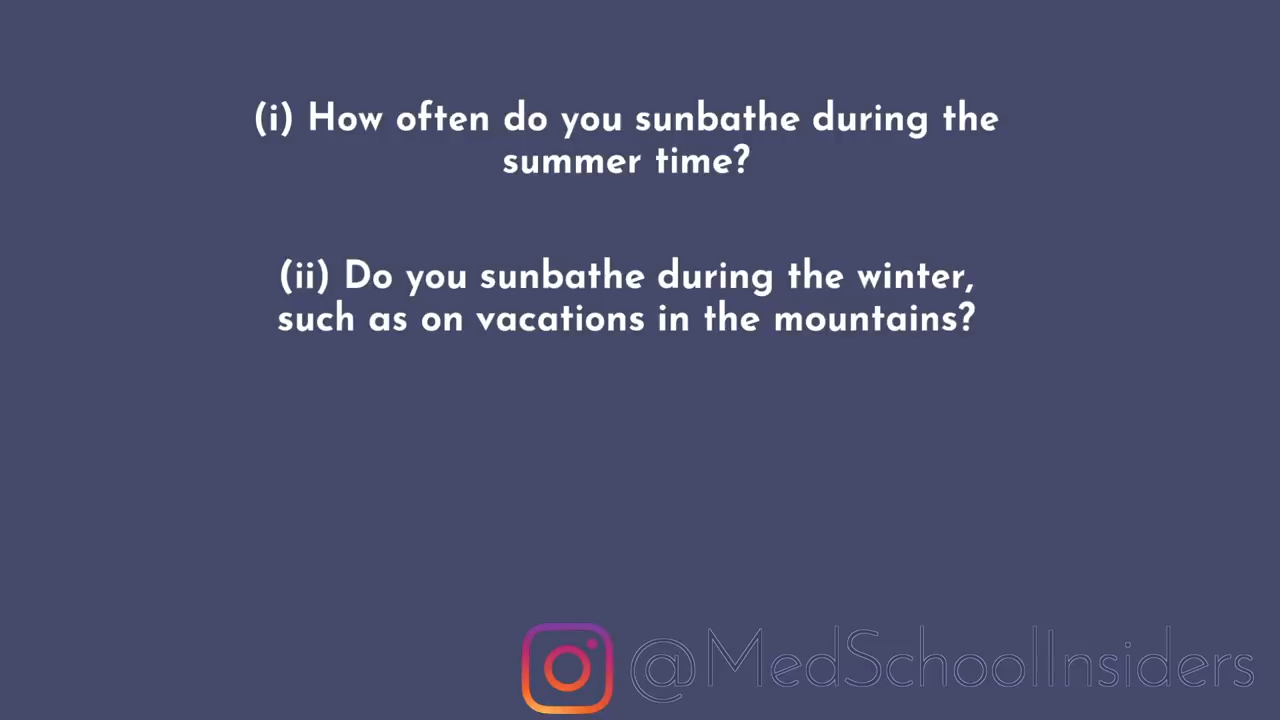 (i) How often do you sunbathe during the
summer time?
(ii) Do you sunbathe during the winter,
such as on vacations in the mountains?
@MedSchoolInsiders